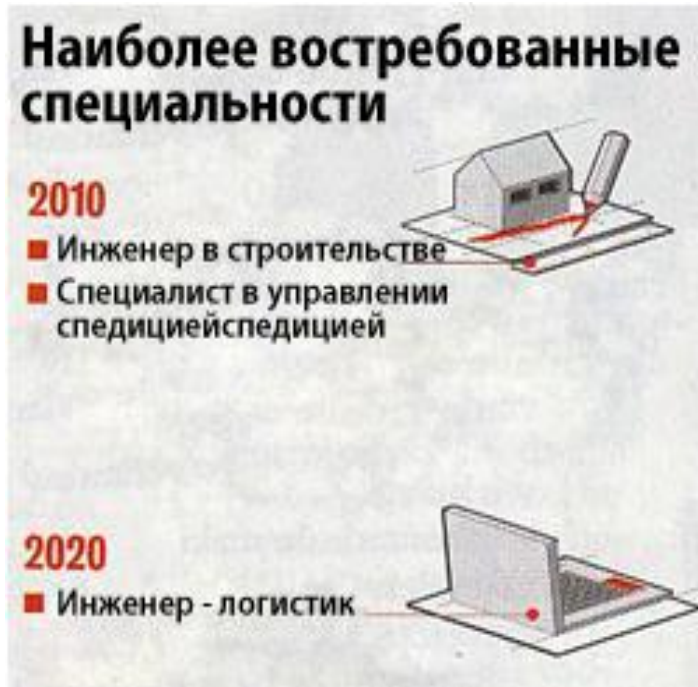 Наиболее востребованные
специальности
2010
Инженер в строительстве
Специалист в управлении
спедициейспедицией
2020
Инженер - логистик